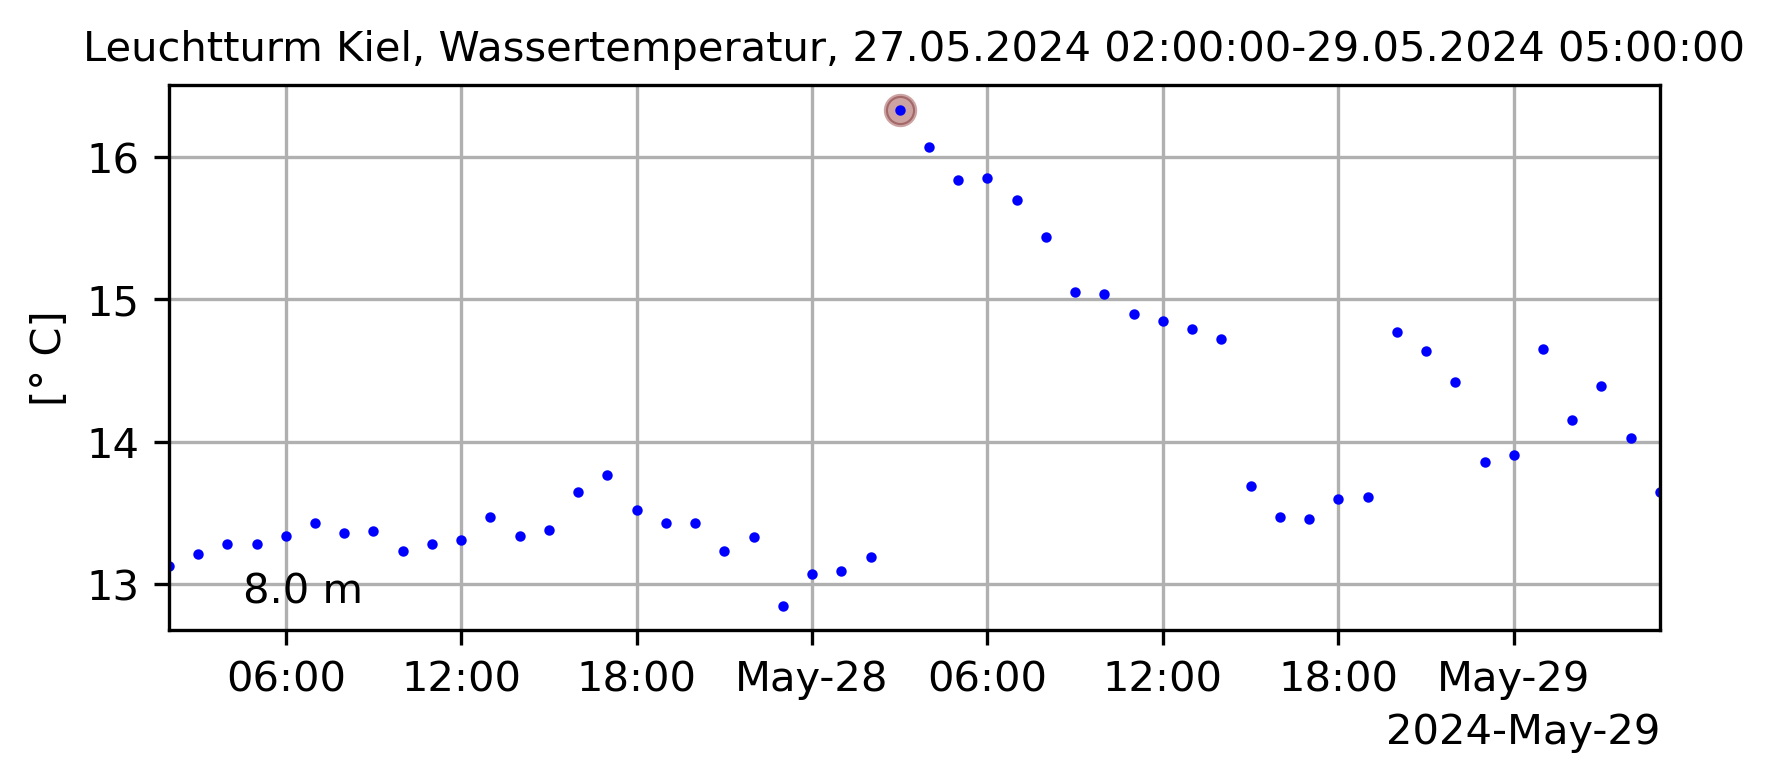 Leuchtturm Kiel, Wassertemperatur, 27.05.2024 02:00:00-29.05.2024 05:00:00
[° C]
16
15
14
13
8.0 m
06:00 12:00 18:00 May-28 06:00 12:00 18:00 May-29
2024-May-29